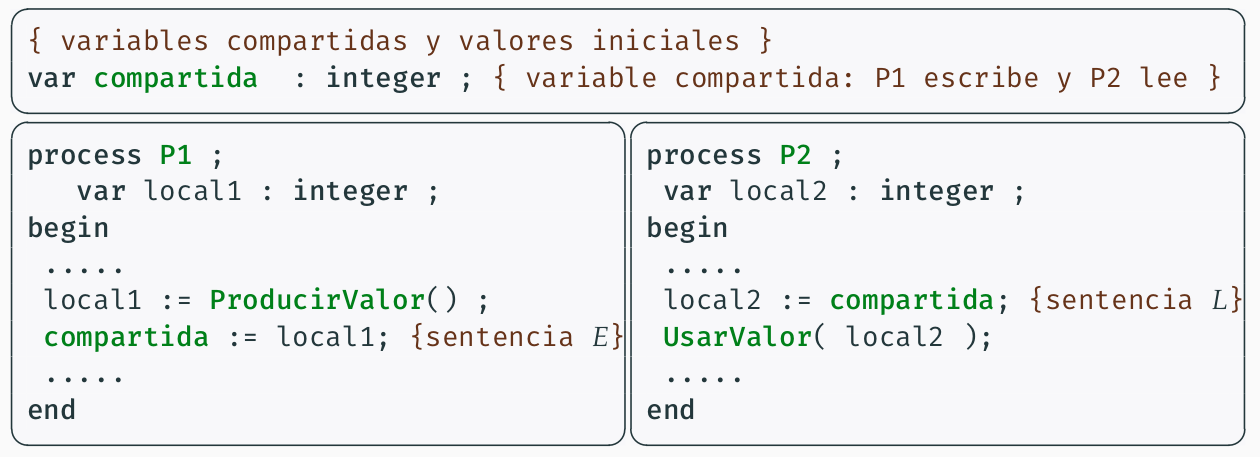 { variables compartidas y valores iniciales }
var compartida  : integer ; { variable compartida: P1 escribe y P2 lee }
process P1 ;
   var local1 : integer ;
begin
 .....
 local1 := ProducirValor() ;
 compartida := local1; {sentencia E}
 .....
end
process P2 ;
 var local2 : integer ;
begin
 .....
 local2 := compartida; {sentencia L}
 UsarValor( local2 );
 .....
end